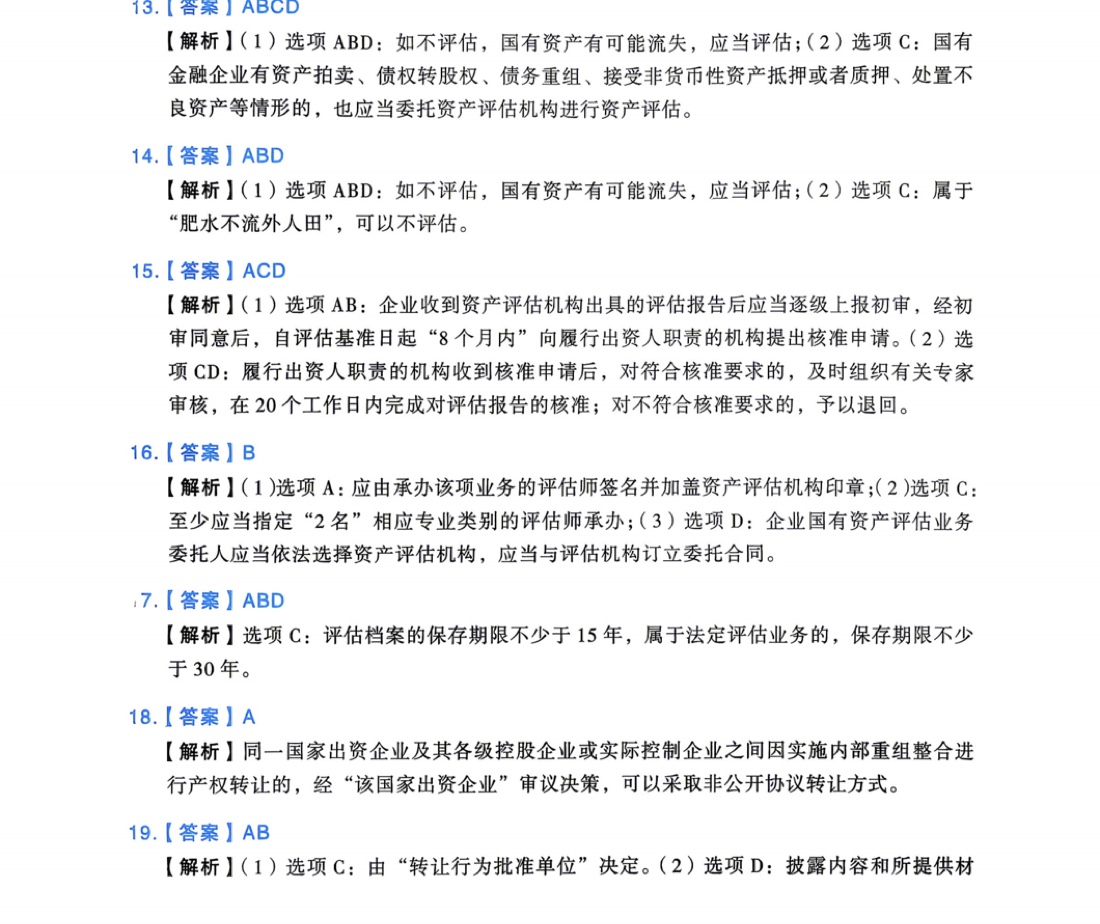 13.【答案】ABCD
【解析】(1）选项 ABD：如不评估，国有资产有可能流失，应当评估；(2）选项 C：国有
金融企业有资产拍卖、债权转股权、债务重组、接受非货币性资产抵押或者质押、处置不
良资产等情形的，也应当委托资产评估机构进行资产评估。
14.【答案】ABD
【解析】(1）选项 ABD：如不评估，国有资产有可能流失，应当评估；(2）选项 C：属于
“肥水不流外人田”，可以不评估。
15.【答案】ACD
【解析】(1）选项 AB：企业收到资产评估机构出具的评估报告后应当逐级上报初审，经初
审同意后，自评估基准日起“8 个月内”向履行出资人职责的机构提出核准申请。(2）选
项 CD：履行出资人职责的机构收到核准申请后，对符合核准要求的，及时组织有关专家
审核，在 20 个工作日内完成对评估报告的核准；对不符合核准要求的，予以退回。
16.【答案】B
【解析】(1)选项 A：应由承办该项业务的评估师签名并加盖资产评估机构印章；(2)选项 C：
至少应当指定“2 名”相应专业类别的评估师承办；(3）选项 D：企业国有资产评估业务
委托人应当依法选择资产评估机构，应当与评估机构订立委托合同。
7.【答案】ABD
【解析】选项 C：评估档案的保存期限不少于 15 年，属于法定评估业务的，保存期限不少
于 30 年。
18.【答案】A
【解析】同一国家出资企业及其各级控股企业或实际控制企业之间因实施内部重组整合进
行产权转让的，经“该国家出资企业”审议决策，可以采取非公开协议转让方式。
19.【答案】AB
【解析】(1）选项 C：由“转让行为批准单位”决定。(2）选项 D：披露内容和所提供材